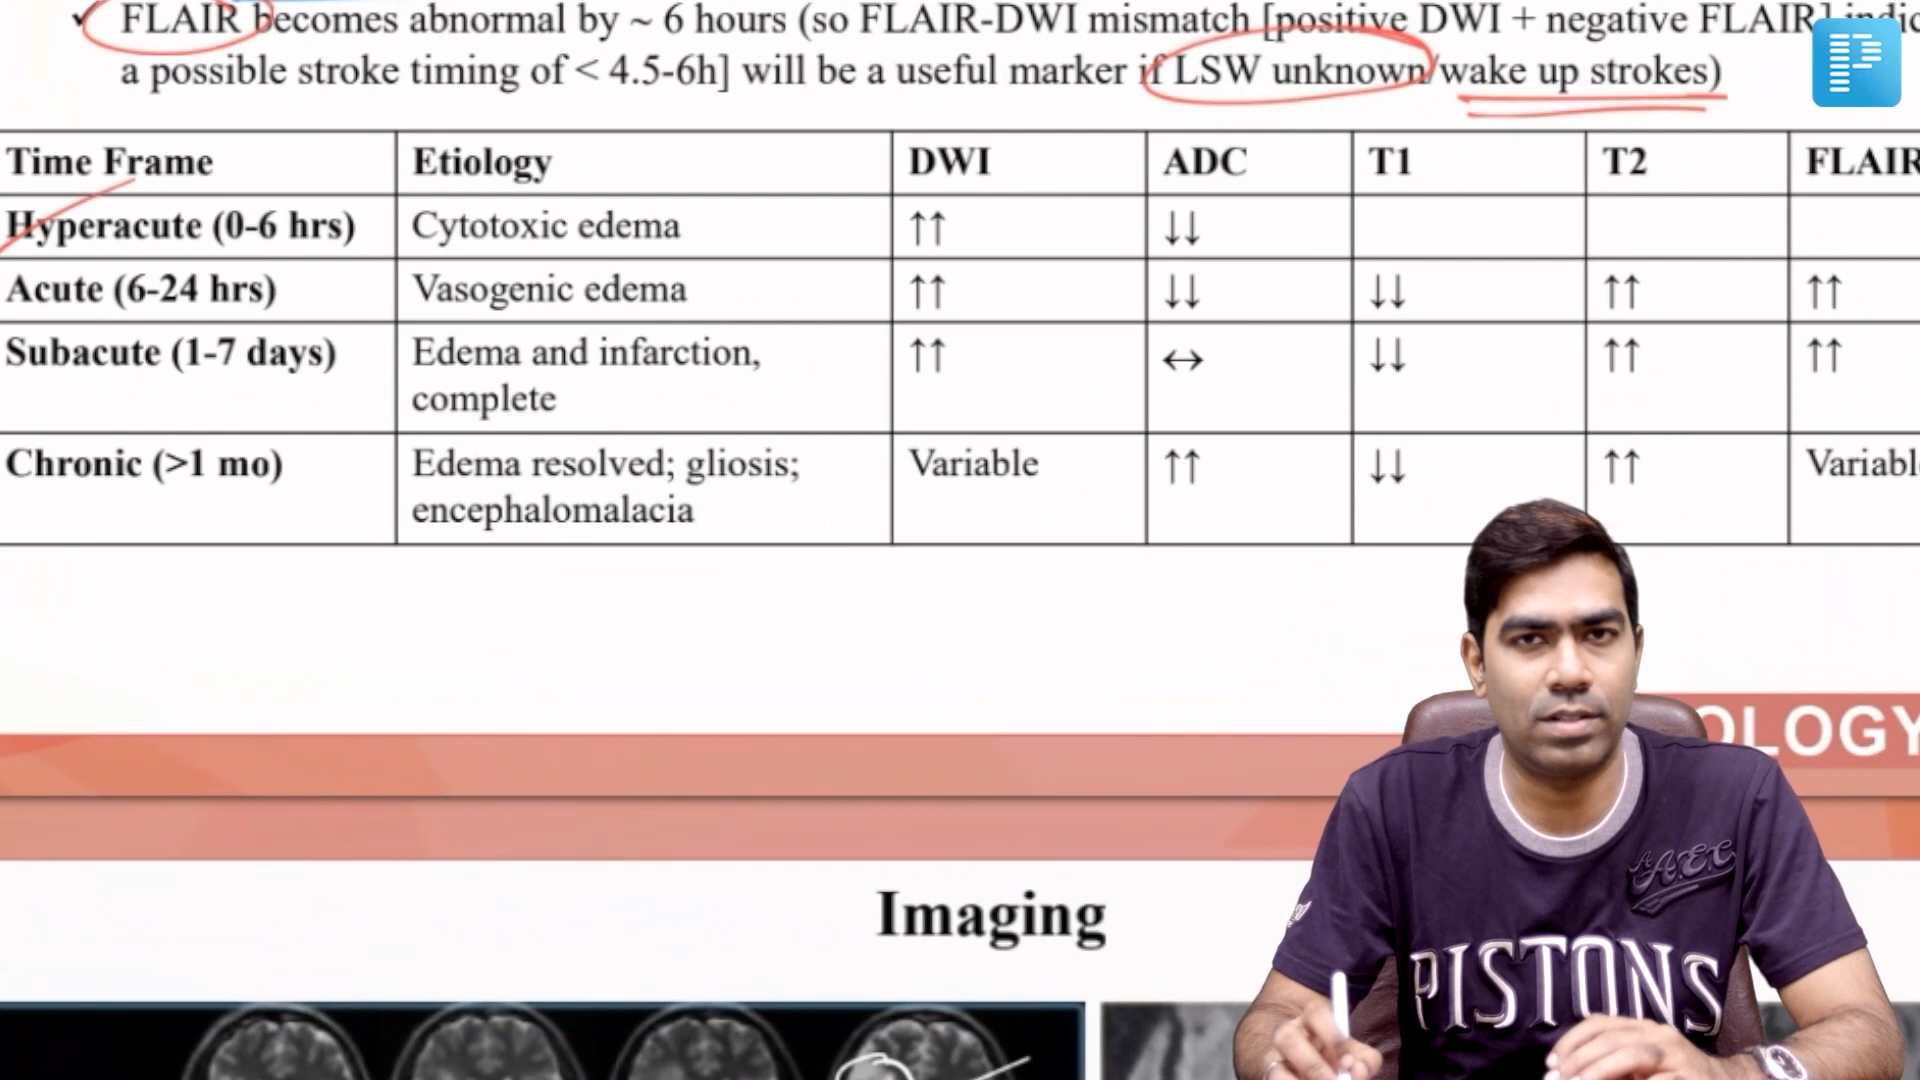 ✓ FLAIR becomes abnormal by ~ 6 hours (so FLAIR-DWI mismatch [positive DWI + negative FLAIR]
a possible stroke timing of < 4.5-6h] will be a useful marker if LSW unknown/wake up strokes)
Time Frame Etiology DWI ADC T1 T2 FLAIR
Hyperacute (0-6 hrs) Cytotoxic edema ↑↑ ↓↓
Acute (6-24 hrs) Vasogenic edema ↑↑ ↓↓ ↓↓ ↑↑ ↑↑
Subacute (1-7 days) Edema and infarction, ↑↑ ↔ ↓↓ ↑↑ ↑↑
complete
Chronic (>1 mo) Edema resolved; gliosis; Variable ↑↑ ↓↓ ↑↑ Variabl
encephalomalacia
OLOGY
Imaging
PISTONS